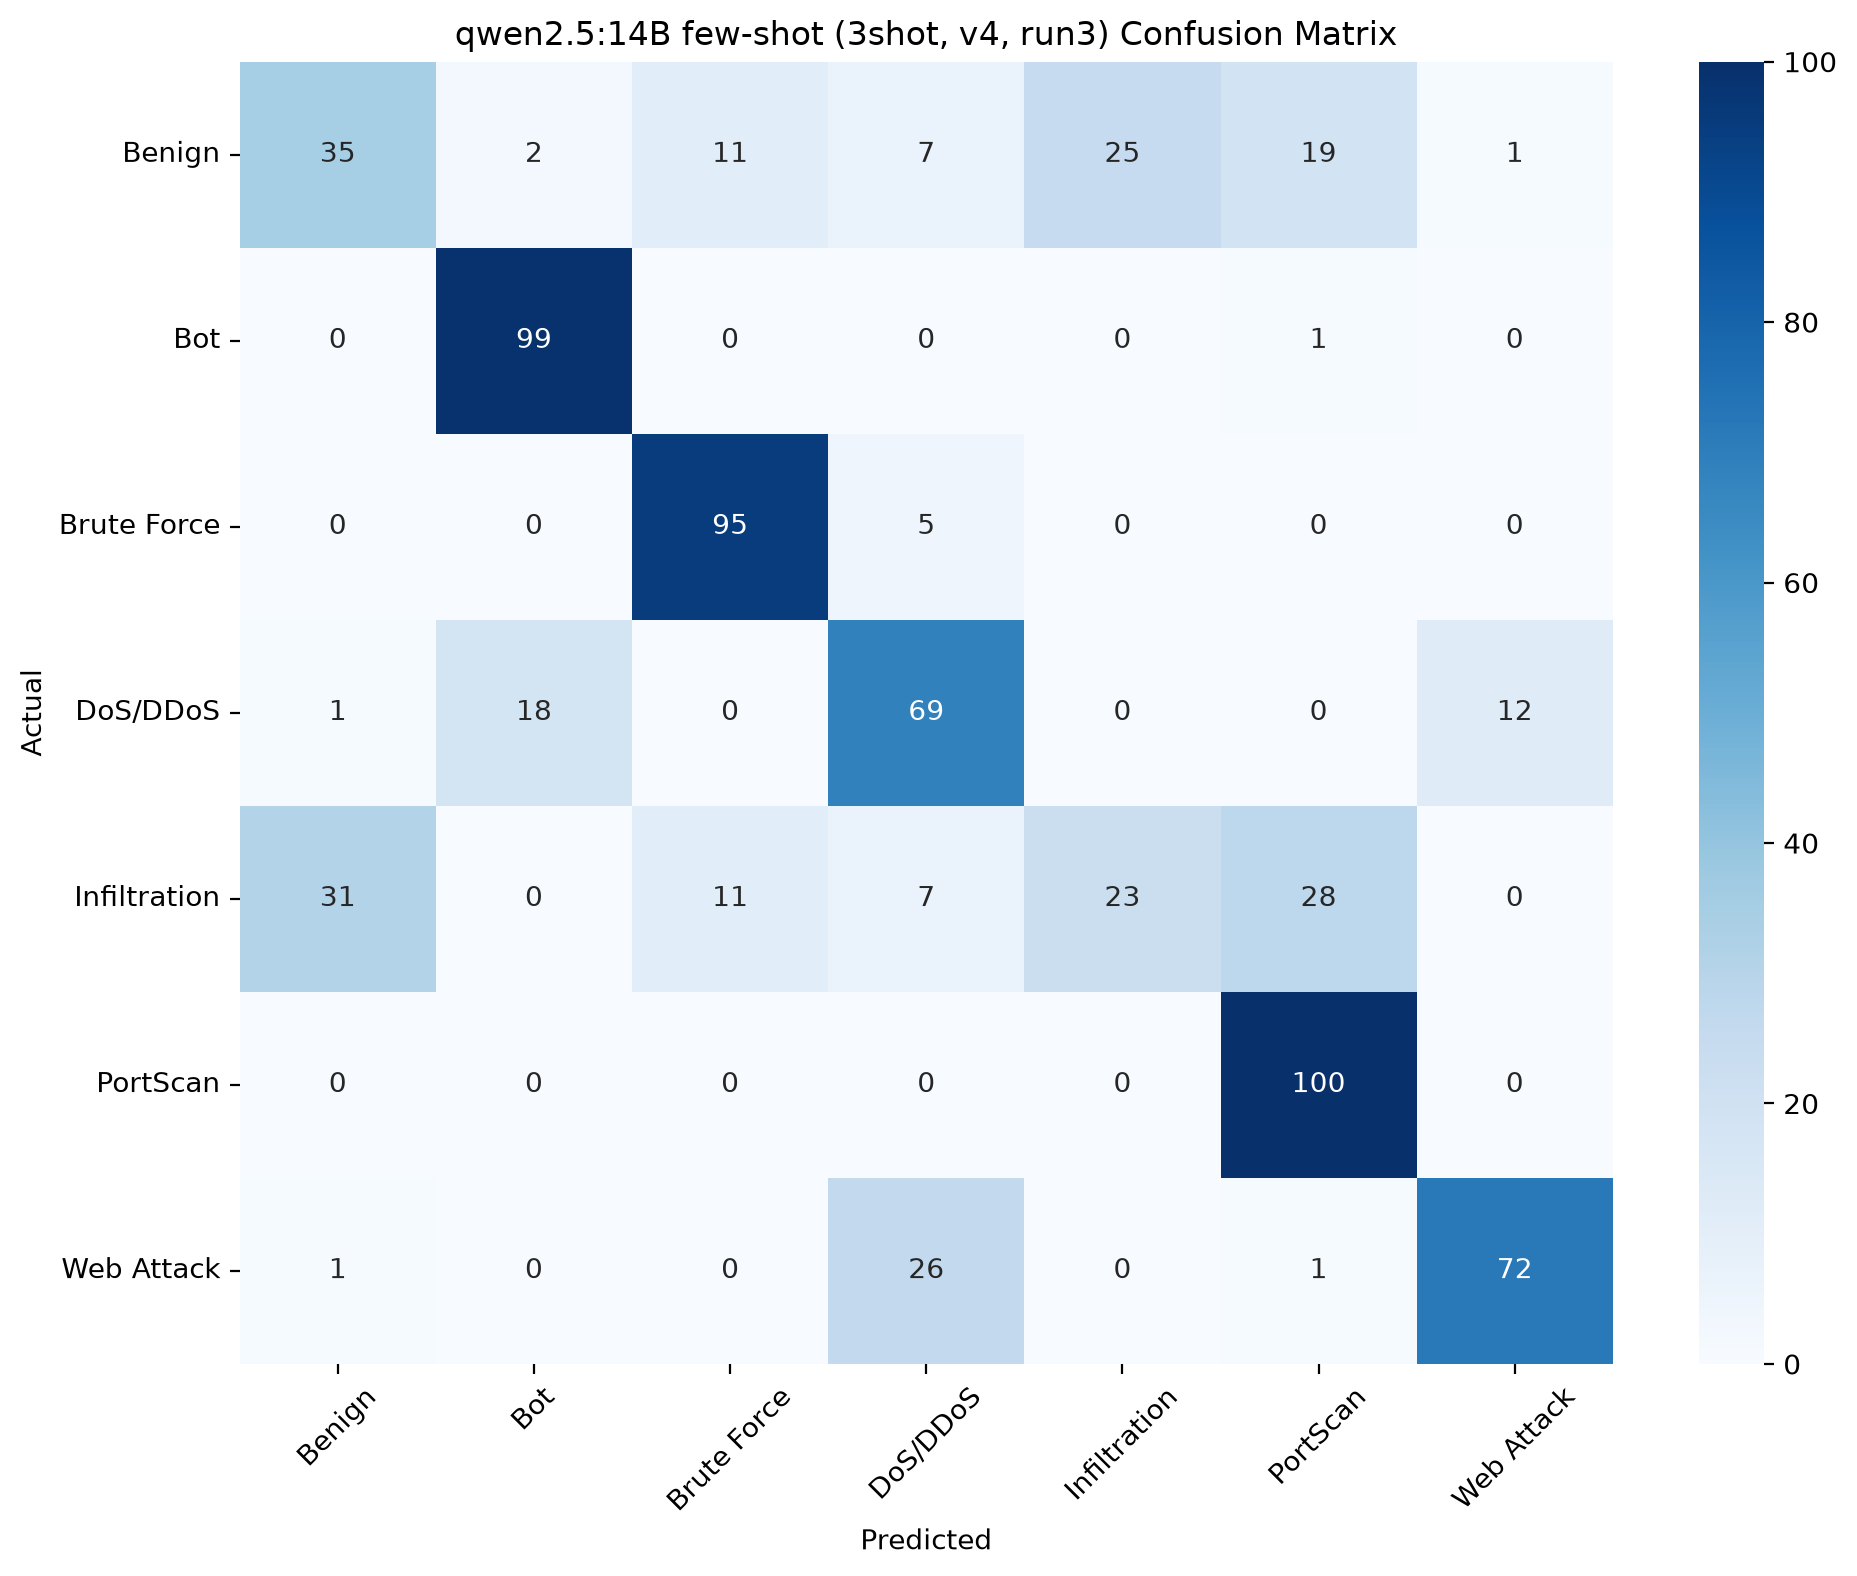 qwen2.5:14B few-shot (3shot, v4, run3) Confusion Matrix
Actual
Benign 35 2 11 7 25 19 1
Bot 0 99 0 0 0 1 0
Brute Force 0 0 95 5 0 0 0
DoS/DDoS 1 18 0 69 0 0 12
Infiltration 31 0 11 7 23 28 0
PortScan 0 0 0 0 0 100 0
Web Attack 1 0 0 26 0 1 72
Benign Bot Brute Force DoS/DDoS Infiltration PortScan Web Attack
Predicted
100
80
60
40
20
0